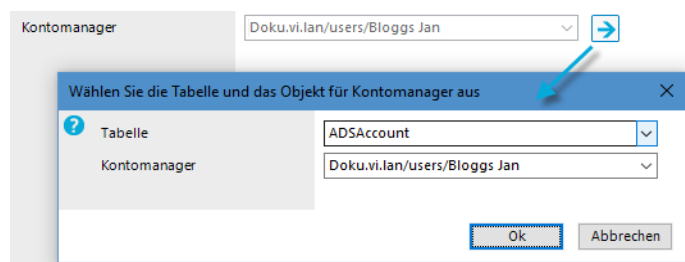 Kontomanager Doku.vi.lan/users/Bloggs Jan
Wählen Sie die Tabelle und das Objekt für Kontomanager aus
? Tabelle ADSAccount
Kontomanager Doku.vi.lan/users/Bloggs Jan
Ok Abbrechen